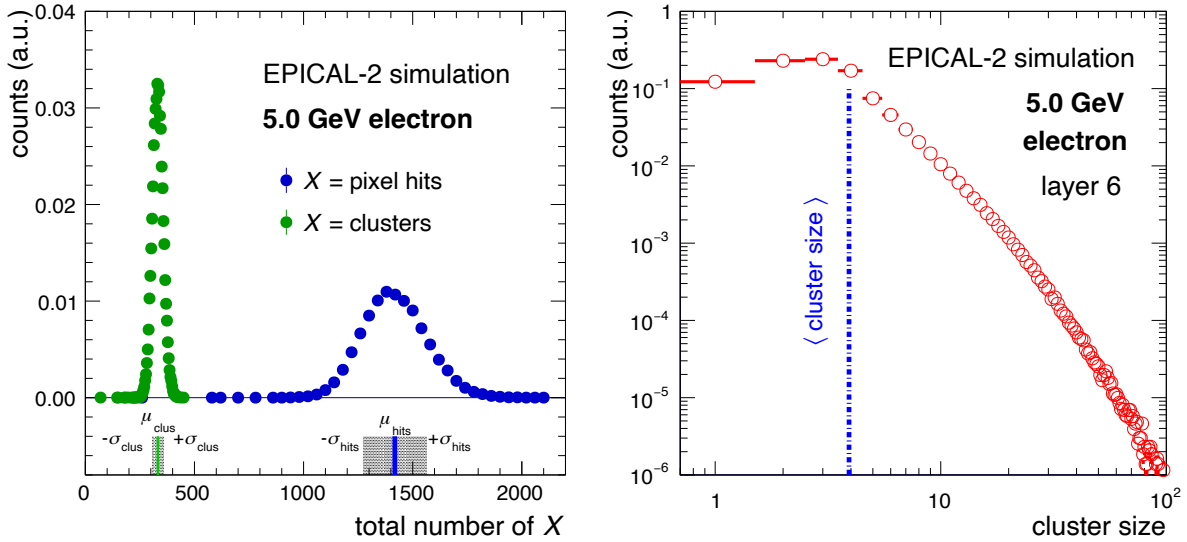 counts (a.u.)
0.04
0.03
0.02
0.01
0.00
EPICAL-2 simulation
5.0 GeV electron
X = pixel hits
X = clusters
μclus
-σclus
+σclus
μhits
-σhits
+σhits
0
500
1000
1500
2000
total number of X
counts (a.u.)
1
10⁻¹
10⁻²
10⁻³
10⁻⁴
10⁻⁵
10⁻⁶
EPICAL-2 simulation
5.0 GeV
electron
layer 6
⟨ cluster size ⟩
1
10
10²
cluster size